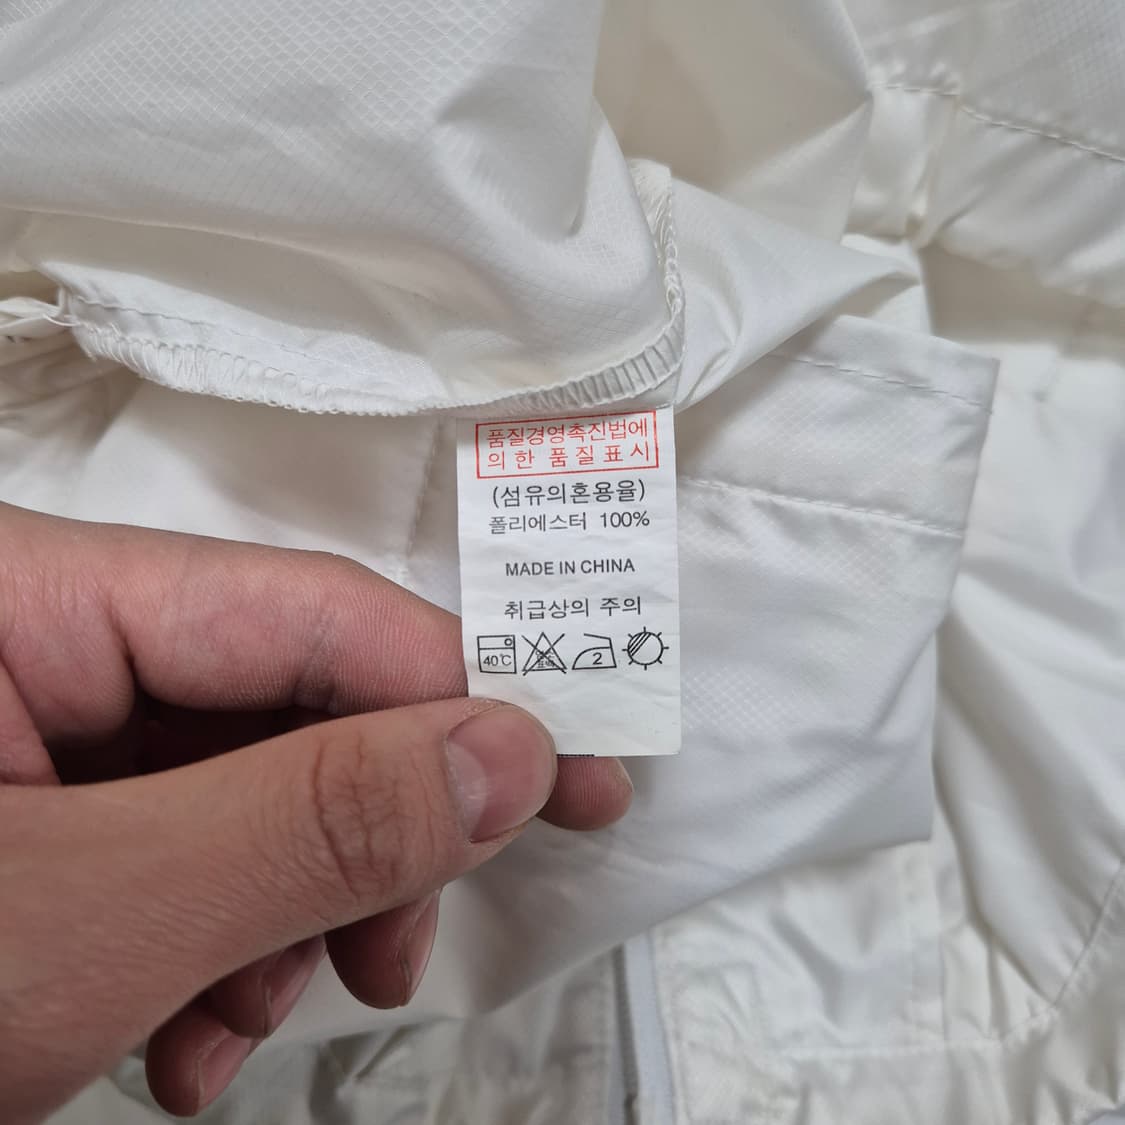 품질경영촉진법에
의 한 품 질 표 시
(섬유의혼용율)
폴리에스터 100%
MADE IN CHINA
취급상의 주의
40℃
2